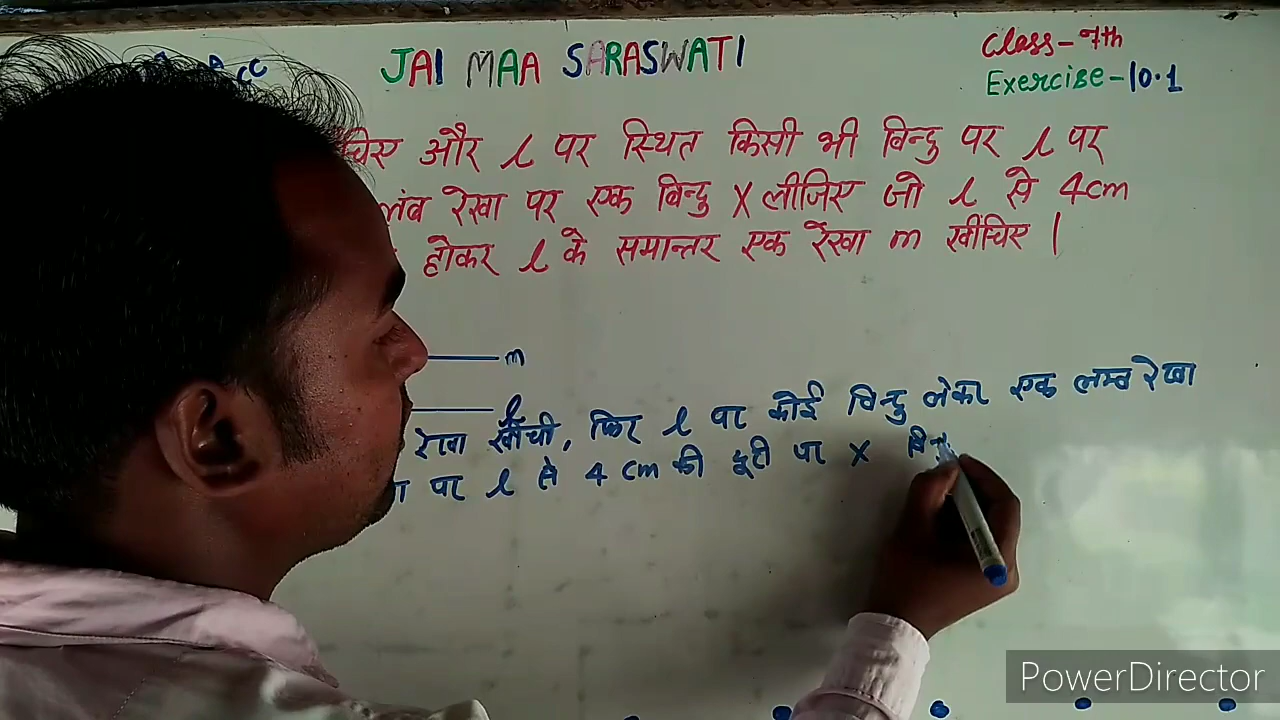 JAI MAA SARASWATI
Class-7th
Exercise-10.1
और l पर स्थित किसी भी बिन्दु पर l पर
लंब रेखा पर एक बिन्दु X लीजिए जो l से 4cm
होकर l के समान्तर एक रेखा m खींचिए |
m
l
रेखा खींची, फिर l पर कोई बिन्दु लेकर एक लम्ब रेखा
पर l से 4 cm की दूरी पर X
PowerDirector